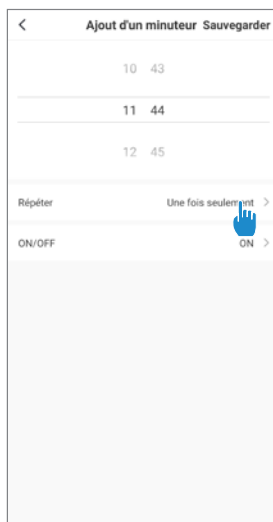 Ajout d'un minuteur Sauvegarder
10 43
11 44
12 45
Répéter Une fois seulement
ON/OFF ON